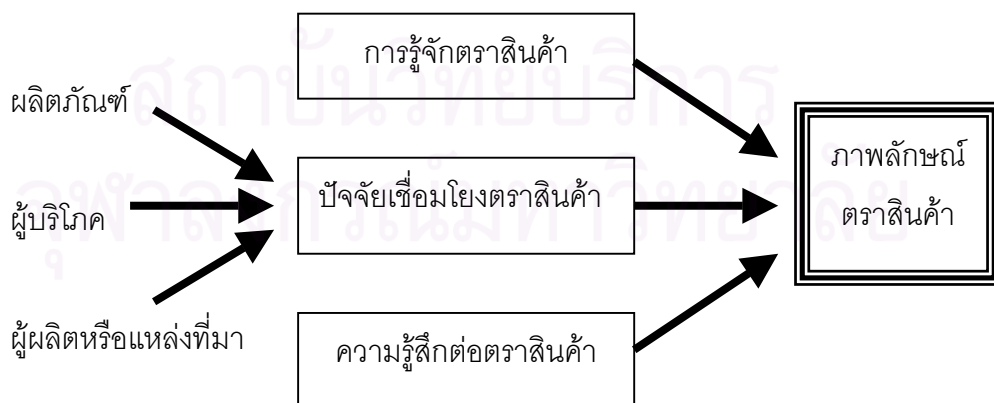 การรู้จักตราสินค้า
สถาบันวิทยบริการ
ผลิตภัณฑ์
ภาพลักษณ์
ตราสินค้า
ปัจจัยเชื่อมโยงตราสินค้า
จุฬาลงกรณ์มหาวิทยาลัย
ผู้บริโภค
ผู้ผลิตหรือแหล่งที่มา
ความรู้สึกต่อตราสินค้า